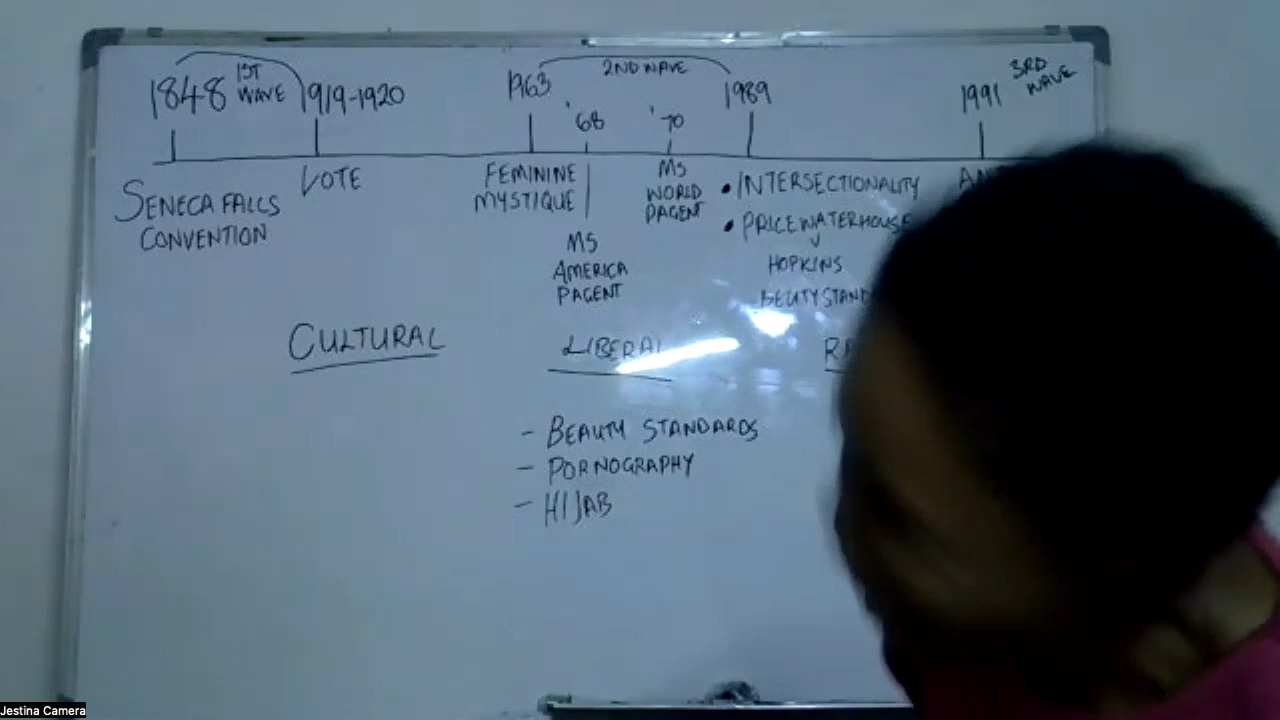 1848 1ST WAVE 1919-1920 1963 2ND WAVE 1989 1991 3RD WAVE
'68 '70
SENECA FALLS CONVENTION
VOTE
FEMININE MYSTIQUE
MS AMERICA PAGENT
MS WORLD PAGENT
• INTERSECTIONALITY
• PRICEWATERHOUSE
V
HOPKINS
CULTURAL
LIBERAL
- BEAUTY STANDARDS
- PORNOGRAPHY
- HIJAB
Jestina Camera